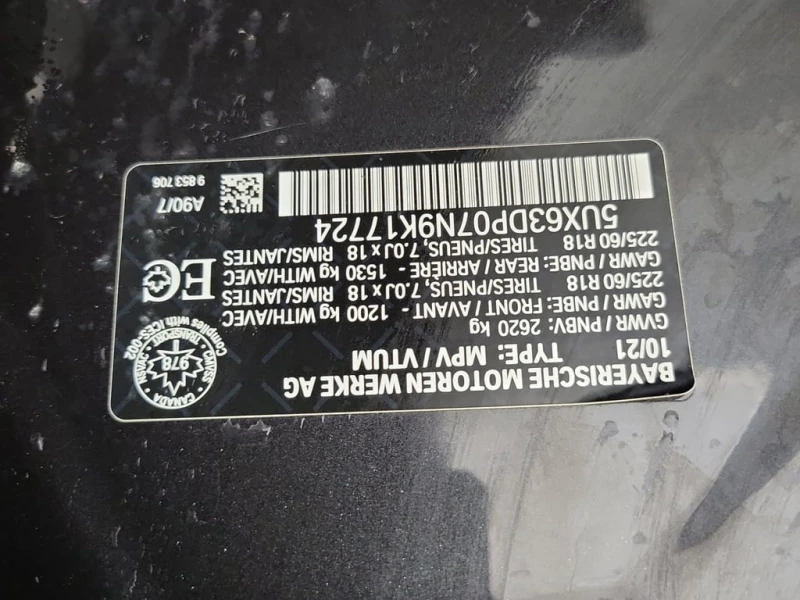 BAYERISCHE MOTOREN WERKE AG
10/21 TYPE: MPV / VTUM
GVWR / PNBV: 2620 kg
GAWR / PNBE: FRONT / AVANT - 1200 kg WITH/AVEC
225/60 R18 TIRES/PNEUS, 7.0J x 18 RIMS/JANTES
GAWR / PNBE: REAR / ARRIÈRE - 1530 kg WITH/AVEC
225/60 R18 TIRES/PNEUS, 7.0J x 18 RIMS/JANTES
5UX63DP07N9K17724
CANADA
TRANSPORT
978
Complies with ICES-002
EC
A90/7
9 853 706